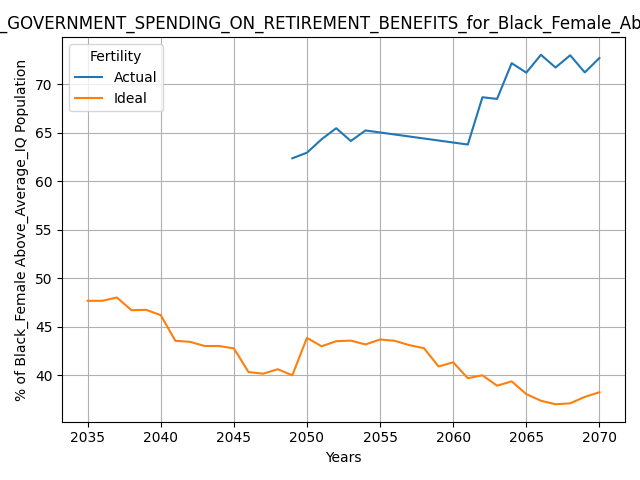 _GOVERNMENT_SPENDING_ON_RETIREMENT_BENEFITS_for_Black_Female_Ab
Fertility
Actual
Ideal
% of Black_Female Above_Average_IQ Population
70
65
60
55
50
45
40
2035 2040 2045 2050 2055 2060 2065 2070
Years